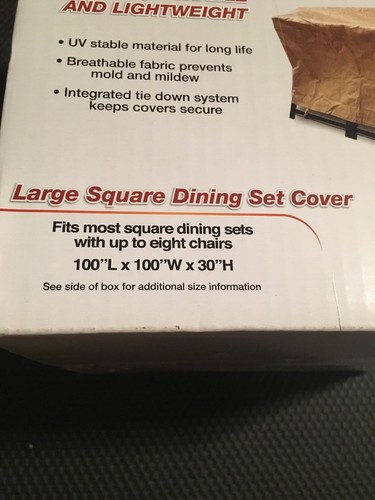 AND LIGHTWEIGHT
• UV stable material for long life
• Breathable fabric prevents
mold and mildew
• Integrated tie down system
keeps covers secure
Large Square Dining Set Cover
Fits most square dining sets
with up to eight chairs
100"L x 100"W x 30"H
See side of box for additional size information